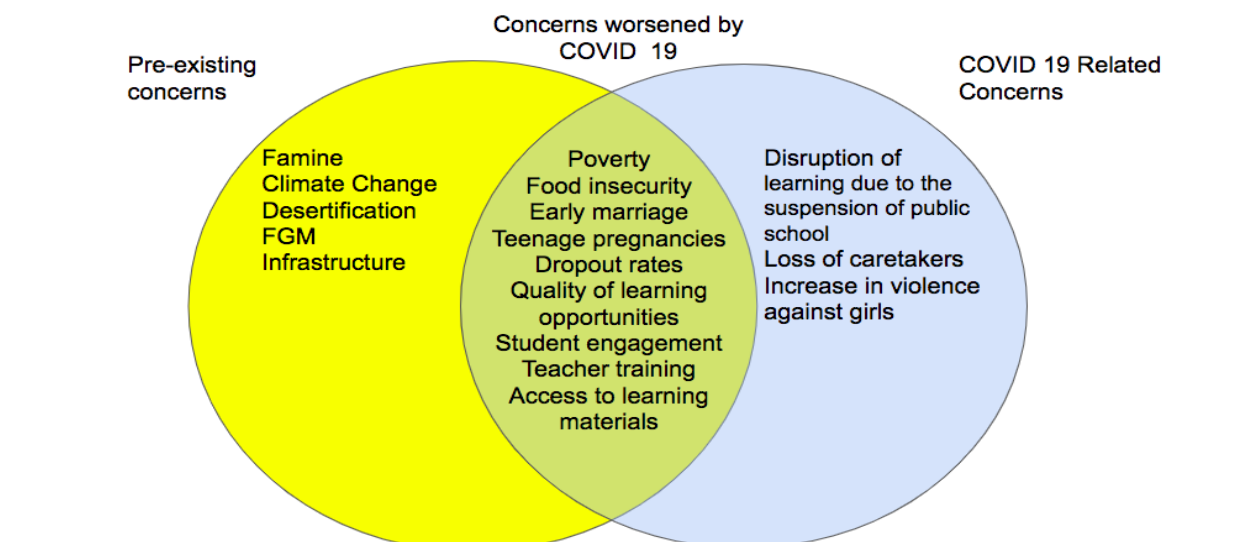 Concerns worsened by
COVID 19
Pre-existing
concerns
COVID 19 Related
Concerns
Famine
Climate Change
Desertification
FGM
Infrastructure
Poverty
Food insecurity
Early marriage
Teenage pregnancies
Dropout rates
Quality of learning
opportunities
Student engagement
Teacher training
Access to learning
materials
Disruption of
learning due to the
suspension of public
school
Loss of caretakers
Increase in violence
against girls